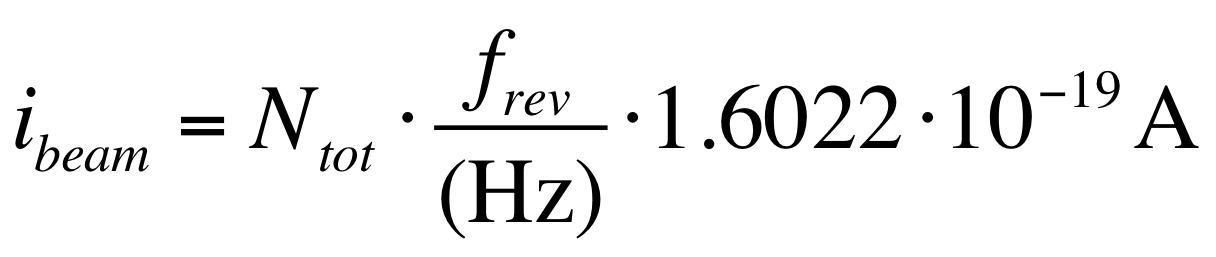 i_beam = N_tot · f_rev/(Hz) · 1.6022 · 10^−19 A